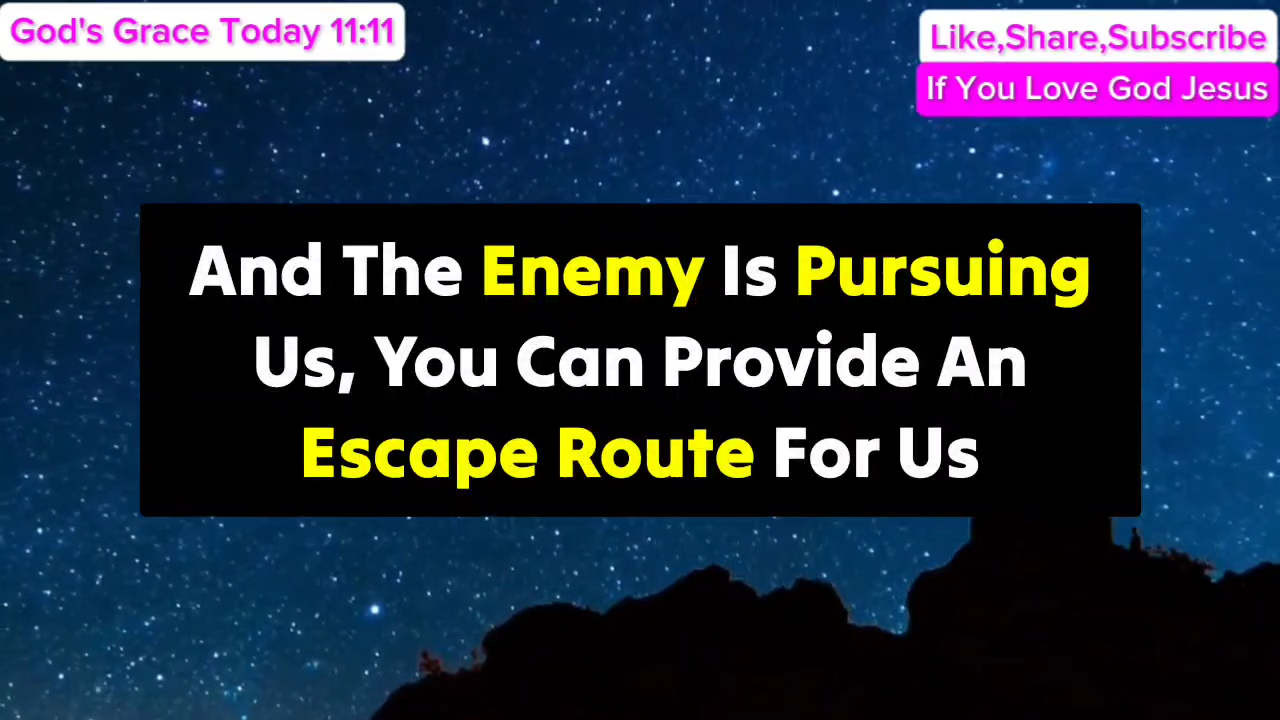 God's Grace Today 11:11
Like,Share,Subscribe
If You Love God Jesus
And The Enemy Is Pursuing
Us, You Can Provide An
Escape Route For Us